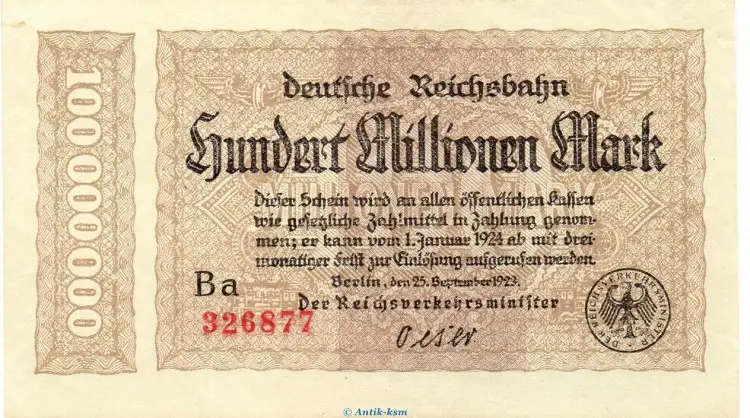 100000000
Deutsche Reichsbahn
Hundert Millionen Mark
Dieser Schein wird an allen öffentlichen Kassen
wie gesetzliche Zahlmittel in Zahlung genom-
men; er kann vom 1. Januar 1924 ab mit drei-
monatiger Frist zur Einlösung aufgerufen werden.
Berlin, den 25. September 1923.
Der Reichsverkehrsminister
Ba
326877
Oeser
DER REICHSVERKEHRSMINISTER
© Antik-ksm